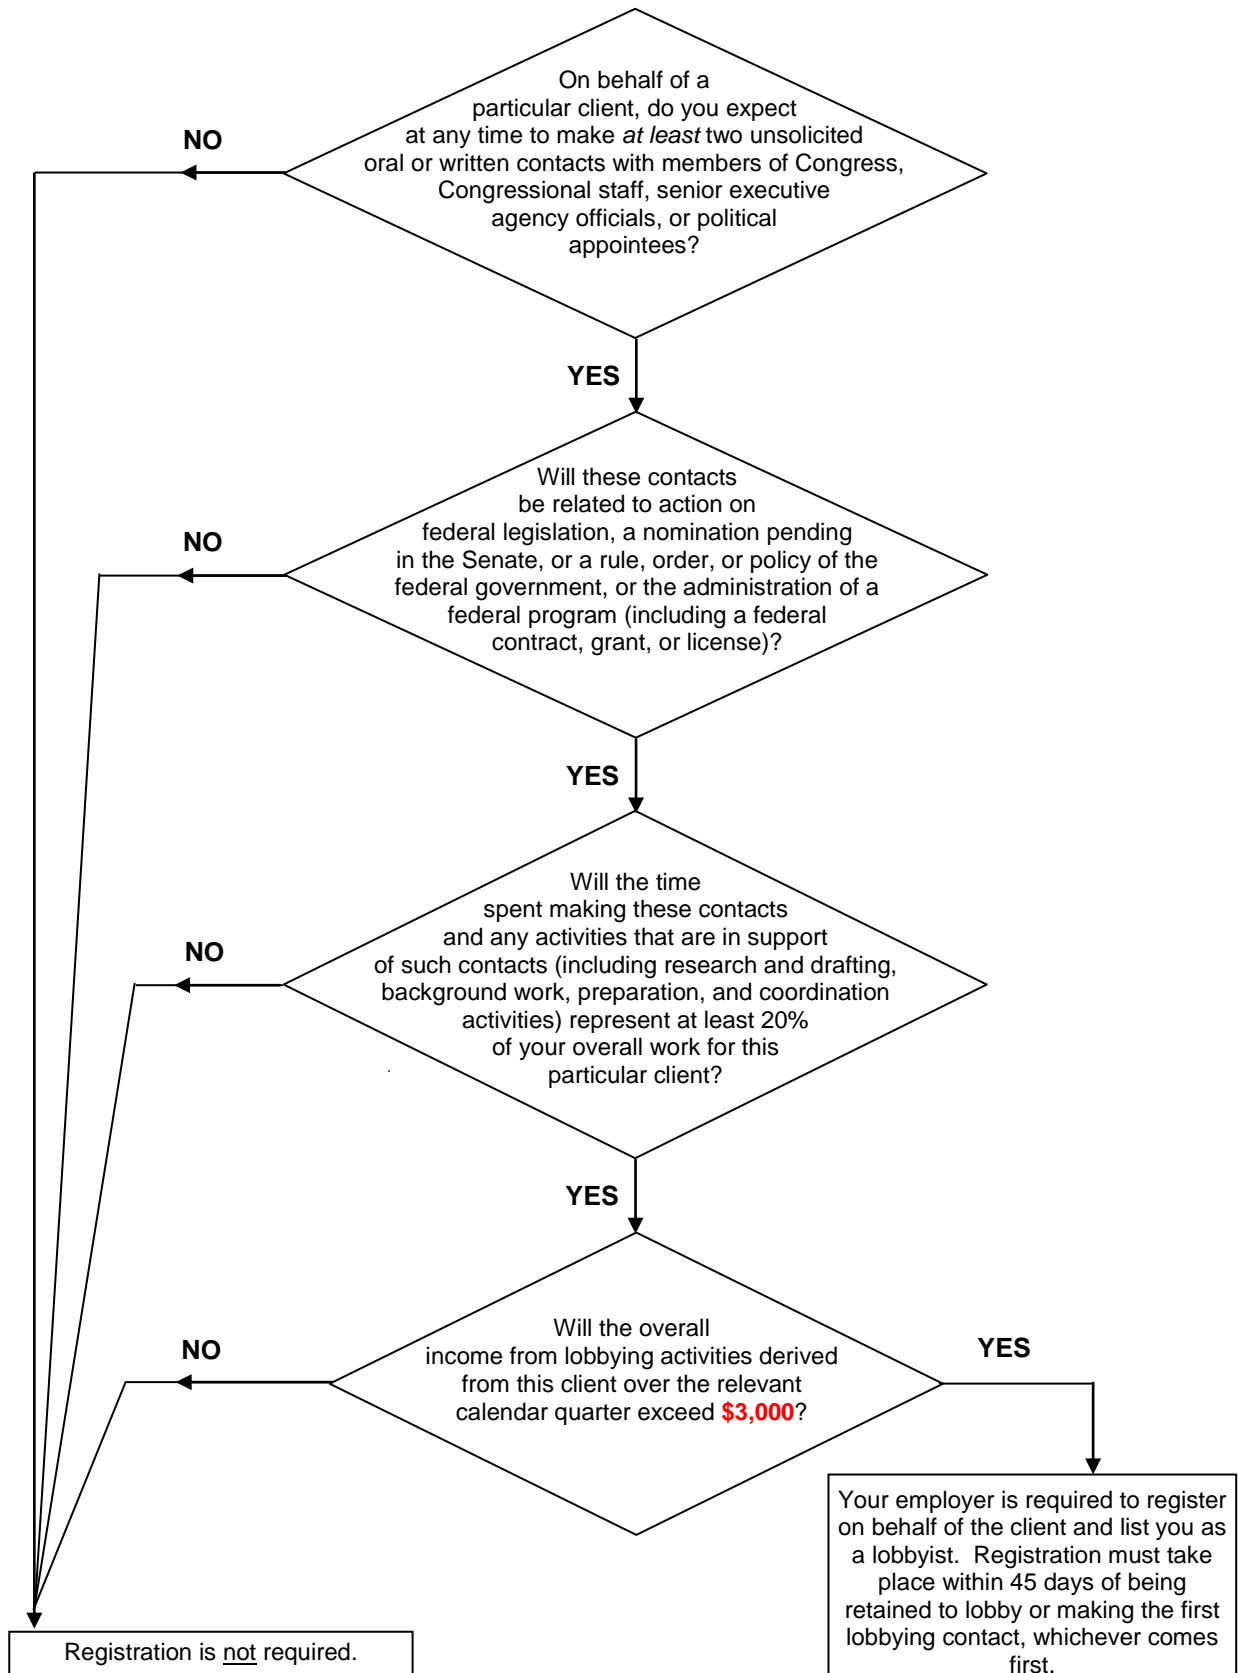 On behalf of a
particular client, do you expect
at any time to make at least two unsolicited
oral or written contacts with members of Congress,
Congressional staff, senior executive
agency officials, or political
appointees?
NO
YES
Will these contacts
be related to action on
federal legislation, a nomination pending
in the Senate, or a rule, order, or policy of the
federal government, or the administration of a
federal program (including a federal
contract, grant, or license)?
NO
YES
Will the time
spent making these contacts
and any activities that are in support
of such contacts (including research and drafting,
background work, preparation, and coordination
activities) represent at least 20%
of your overall work for this
particular client?
NO
YES
Will the overall
income from lobbying activities derived
from this client over the relevant
calendar quarter exceed $3,000?
NO
YES
Your employer is required to register
on behalf of the client and list you as
a lobbyist.  Registration must take
place within 45 days of being
retained to lobby or making the first
lobbying contact, whichever comes
first.
Registration is not required.